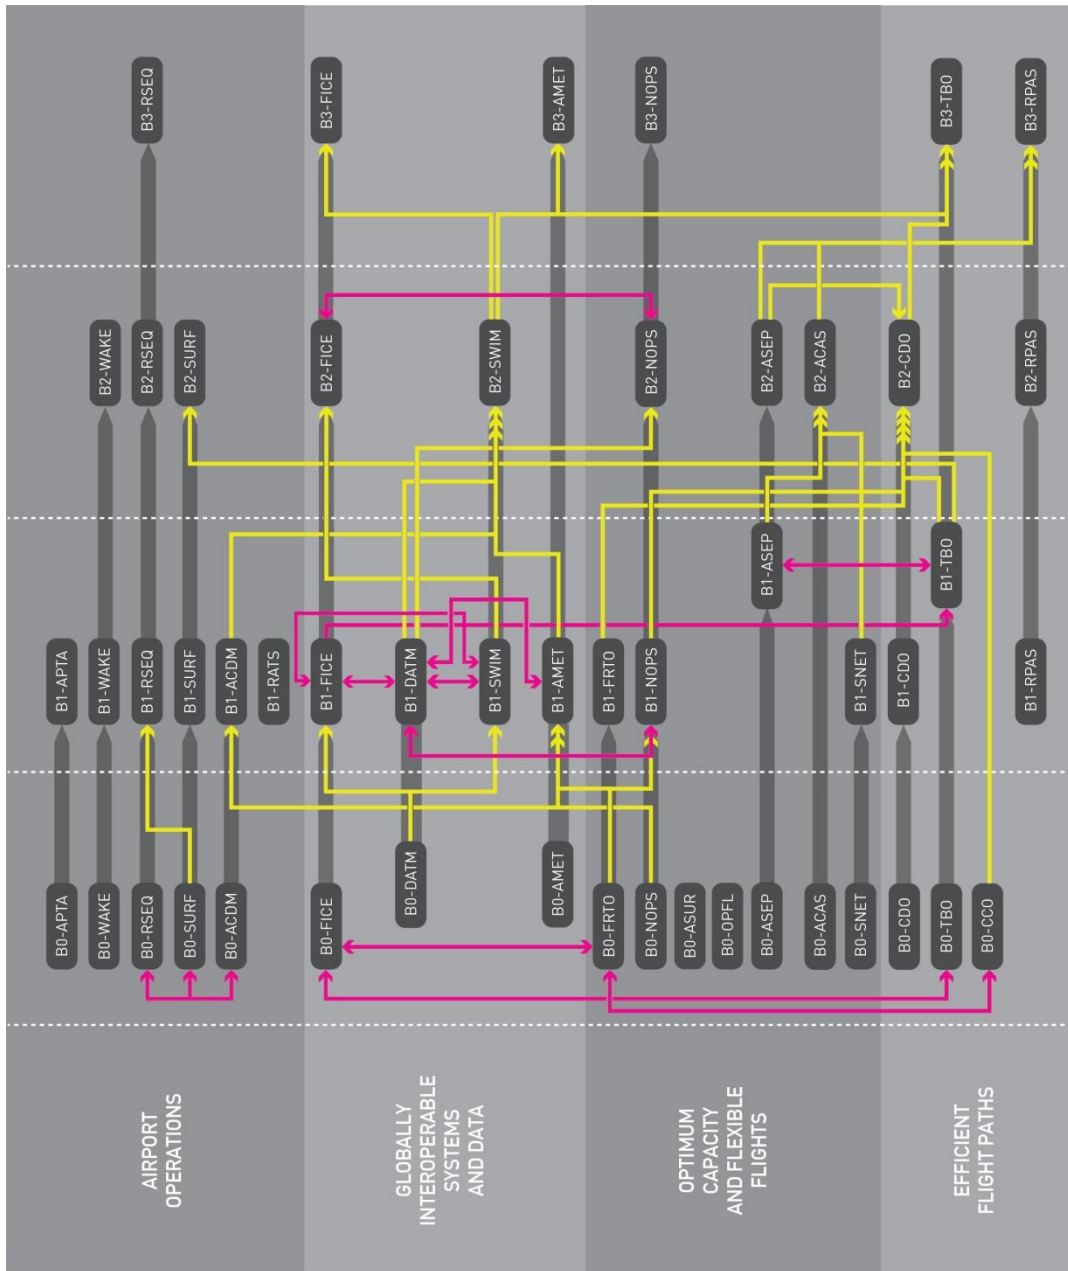 AIRPORT
OPERATIONS
B0-APTA
B1-APTA
B0-WAKE
B1-WAKE
B2-WAKE
B0-RSEQ
B1-RSEQ
B2-RSEQ
B3-RSEQ
B0-SURF
B1-SURF
B2-SURF
B0-ACDM
B1-ACDM
B1-RATS
GLOBALLY
INTEROPERABLE
SYSTEMS
AND DATA
B0-FICE
B1-FICE
B2-FICE
B3-FICE
B0-DATM
B1-DATM
B1-SWIM
B2-SWIM
B0-AMET
B1-AMET
B3-AMET
OPTIMUM
CAPACITY
AND FLEXIBLE
FLIGHTS
B0-FRTO
B1-FRTO
B0-NOPS
B1-NOPS
B2-NOPS
B3-NOPS
B0-ASUR
B0-OPFL
B0-ASEP
B1-ASEP
B2-ASEP
B0-ACAS
B2-ACAS
B0-SNET
B1-SNET
EFFICIENT
FLIGHT PATHS
B0-CDO
B1-CDO
B2-CDO
B0-TBO
B1-TBO
B3-TBO
B0-CCO
B1-RPAS
B2-RPAS
B3-RPAS